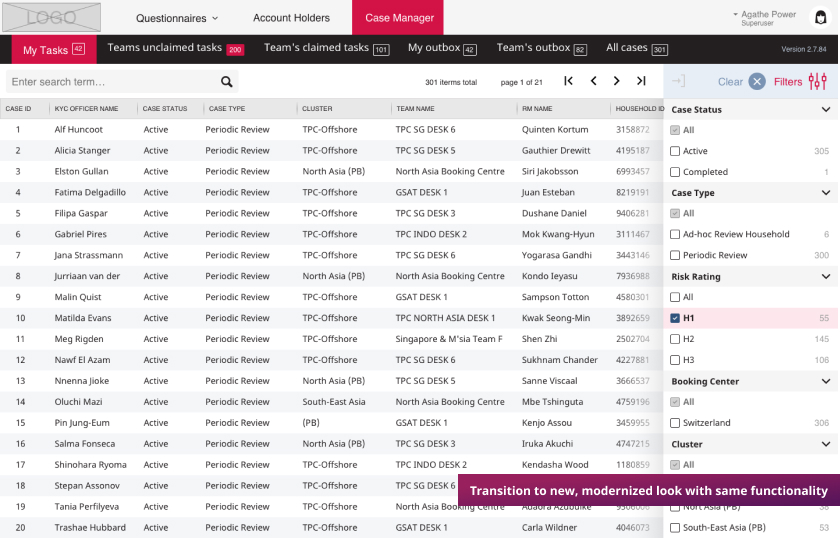 LOGO Questionnaires Account Holders Case Manager Agathe Power
Superuser
My Tasks 42 Teams unclaimed tasks 200 Team's claimed tasks 101 My outbox 42 Team's outbox 82 All cases 301 Version 2.7.84
Enter search term… 301 iterms total page 1 of 21 Clear Filters
CASE ID KYC OFFICER NAME CASE STATUS CASE TYPE CLUSTER TEAM NAME RM NAME HOUSEHOLD ID
1 Alf Huncoot Active Periodic Review TPC-Offshore TPC SG DESK 6 Quinten Kortum 3158872
2 Alicia Stanger Active Periodic Review TPC-Offshore TPC SG DESK 5 Gauthier Drewitt 4195187
3 Elston Gullan Active Periodic Review North Asia (PB) North Asia Booking Centre Siri Jakobsson 6993457
4 Fatima Delgadillo Active Periodic Review TPC-Offshore GSAT DESK 1 Juan Esteban 8219191
5 Filipa Gaspar Active Periodic Review TPC-Offshore TPC SG DESK 3 Dushane Daniel 9406281
6 Gabriel Pires Active Periodic Review TPC-Offshore TPC INDO DESK 2 Mok Kwang-Hyun 3111467
7 Jana Strassmann Active Periodic Review TPC-Offshore TPC SG DESK 6 Yogarasa Gandhi 3443146
8 Jurriaan van der Active Periodic Review North Asia (PB) North Asia Booking Centre Kondo Ieyasu 7936988
9 Malin Quist Active Periodic Review TPC-Offshore GSAT DESK 1 Sampson Totton 4580301
10 Matilda Evans Active Periodic Review TPC-Offshore TPC NORTH ASIA DESK 1 Kwak Seong-Min 3892659
11 Meg Rigden Active Periodic Review TPC-Offshore Singapore & M'sia Team F Shen Zhi 2502704
12 Nawf El Azam Active Periodic Review TPC-Offshore TPC SG DESK 6 Sukhnam Chander 4227881
13 Nnenna Jioke Active Periodic Review North Asia (PB) TPC SG DESK 5 Sanne Viscaal 3666537
14 Oluchi Mazi Active Periodic Review South-East Asia North Asia Booking Centre Mbe Tshinguta 4759196
15 Pin Jung-Eum Active Periodic Review (PB) GSAT DESK 1 Kenjo Assou 3459955
16 Salma Fonseca Active Periodic Review North Asia (PB) TPC SG DESK 3 Iruka Akuchi 4747215
17 Shinohara Ryoma Active Periodic Review TPC-Offshore TPC INDO DESK 2 Kendasha Wood 1180859
18 Stepan Assonov Active Periodic Review TPC-Offshore TPC SG DESK 6
19 Tania Perfilyeva Active Periodic Review TPC-Offshore North Asia Booking Centre Adaora Azubuike
20 Trashae Hubbard Active Periodic Review TPC-Offshore GSAT DESK 1 Carla Wildner 4046073
Case Status
All
Active 305
Completed 1
Case Type
All
Ad-hoc Review Household 6
Periodic Review 300
Risk Rating
All
H1 55
H2 145
H3 106
Booking Center
All
Switzerland 306
Cluster
All
Transition to new, modernized look with same functionality
Nort Asia (PB)
South-East Asia (PB) 53